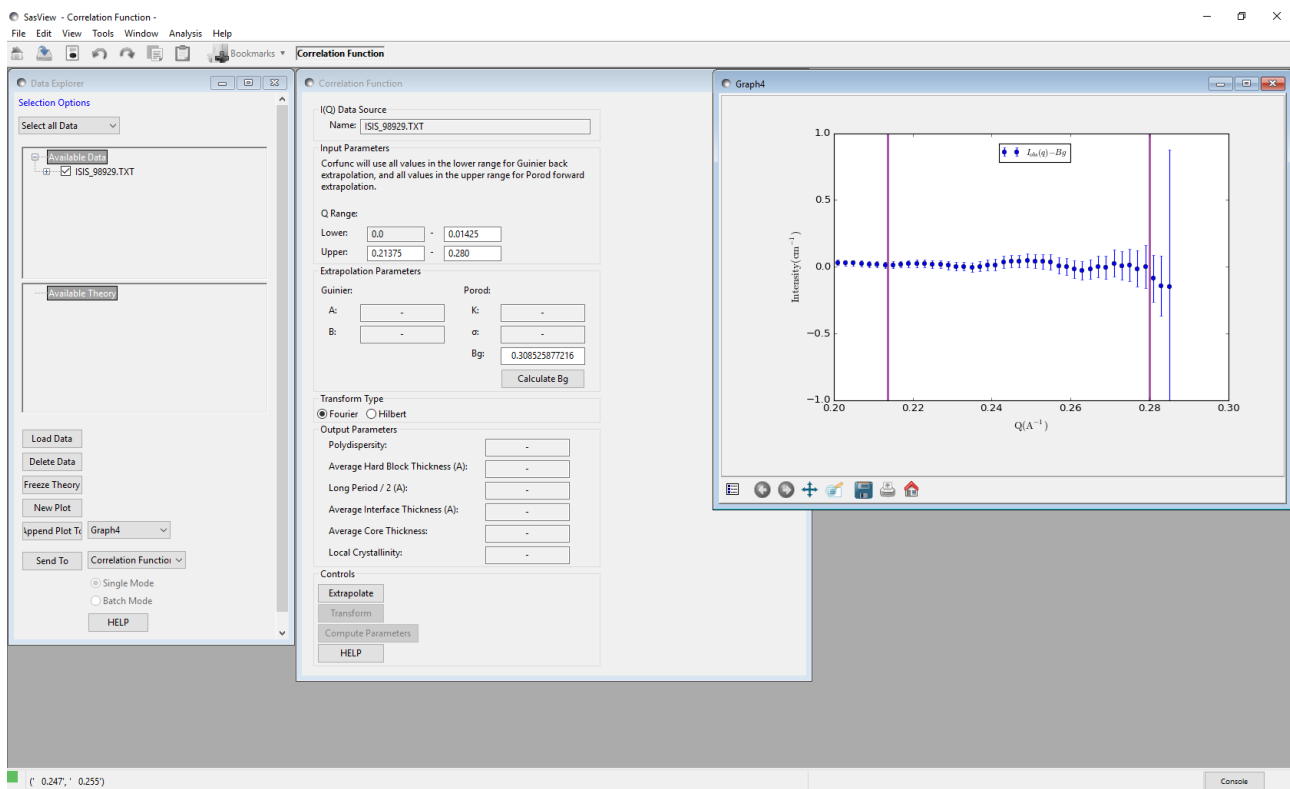 SasView - Correlation Function -
File Edit View Tools Window Analysis Help
Bookmarks Correlation Function
Data Explorer
Selection Options
Select all Data
Available Data
ISIS_98929.TXT
Available Theory
Load Data
Delete Data
Freeze Theory
New Plot
Append Plot To Graph4
Send To Correlation Function
Single Mode
Batch Mode
HELP
Correlation Function
I(Q) Data Source
Name: ISIS_98929.TXT
Input Parameters
Corfunc will use all values in the lower range for Guinier back
extrapolation, and all values in the upper range for Porod forward
extrapolation.
Q Range:
Lower: 0.0 - 0.01425
Upper: 0.21375 - 0.280
Extrapolation Parameters
Guinier: Porod:
A: - K: -
B: - σ: -
Bg: 0.308525877216
Calculate Bg
Transform Type
Fourier Hilbert
Output Parameters
Polydispersity: -
Average Hard Block Thickness (A): -
Long Period / 2 (A): -
Average Interface Thickness (A): -
Average Core Thickness: -
Local Crystallinity: -
Controls
Extrapolate
Transform
Compute Parameters
HELP
Graph4
I_obs(q)−Bg
Intensity(cm⁻¹)
1.0
0.5
0.0
−0.5
−1.0
0.20 0.22 0.24 0.26 0.28 0.30
Q(A⁻¹)
(' 0.247', ' 0.255')
Console